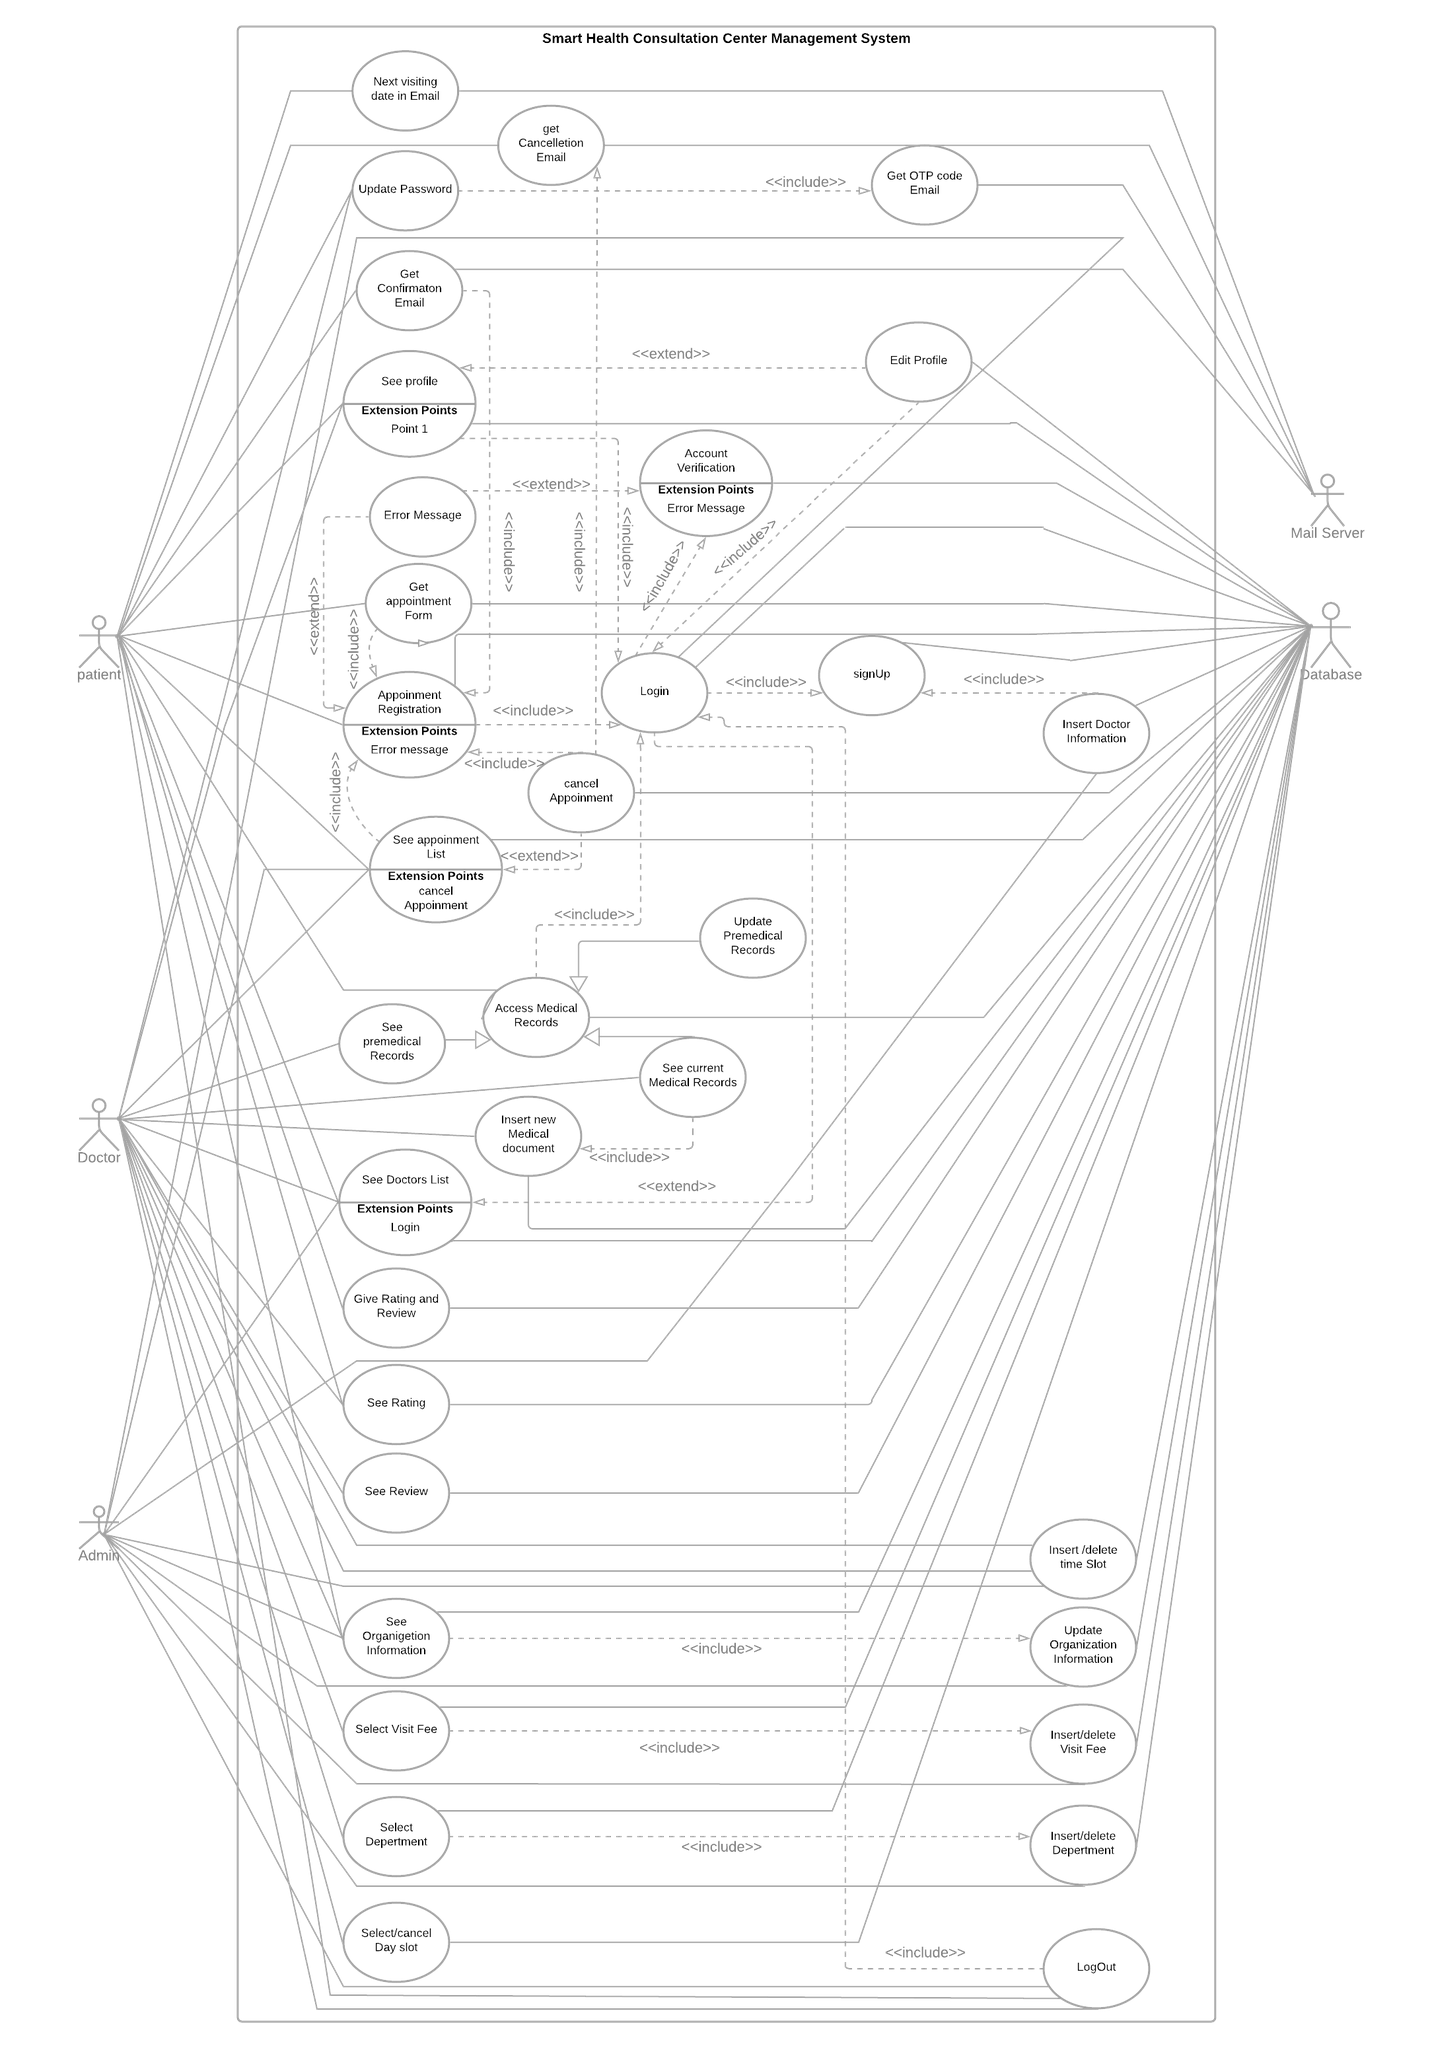 Smart Health Consultation Center Management System
Next visiting
date in Email
get
Cancelletion
Email
Update Password
<<include>>
Get OTP code
Email
Get
Confirmaton
Email
See profile
Extension Points
Point 1
<<extend>>
Edit Profile
Account
Verification
Extension Points
Error Message
Error Message
<<extend>>
Mail Server
<<include>>
<<include>>
<<include>>
<<include>>
<<include>>
<<extend>>
Get
appointment
Form
<<include>>
patient
Database
Appoinment
Registration
Extension Points
Error message
<<include>>
Login
<<include>>
signUp
<<include>>
Insert Doctor
Information
<<include>>
<<include>>
cancel
Appoinment
See appoinment
List
Extension Points
cancel
Appoinment
<<extend>>
<<include>>
Update
Premedical
Records
Access Medical
Records
See
premedical
Records
See current
Medical Records
Insert new
Medical
document
<<include>>
Doctor
See Doctors List
Extension Points
Login
<<extend>>
Give Rating and
Review
See Rating
See Review
Admin
Insert /delete
time Slot
See
Organigetion
Information
<<include>>
Update
Organization
Information
Select Visit Fee
<<include>>
Insert/delete
Visit Fee
Select
Depertment
<<include>>
Insert/delete
Depertment
Select/cancel
Day slot
<<include>>
LogOut